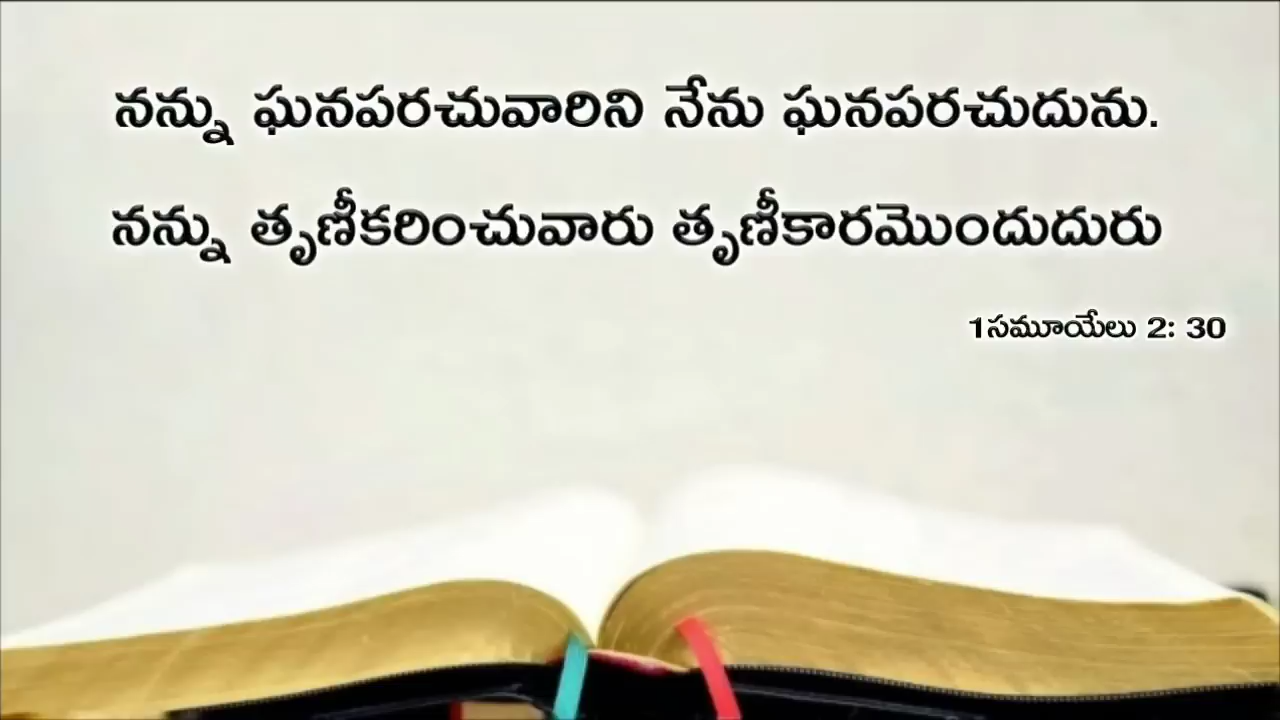 నన్ను ఘనపరచువారిని నేను ఘనపరచుదును.
నన్ను తృణీకరించువారు తృణీకారమొందుదురు
1సమూయేలు 2: 30